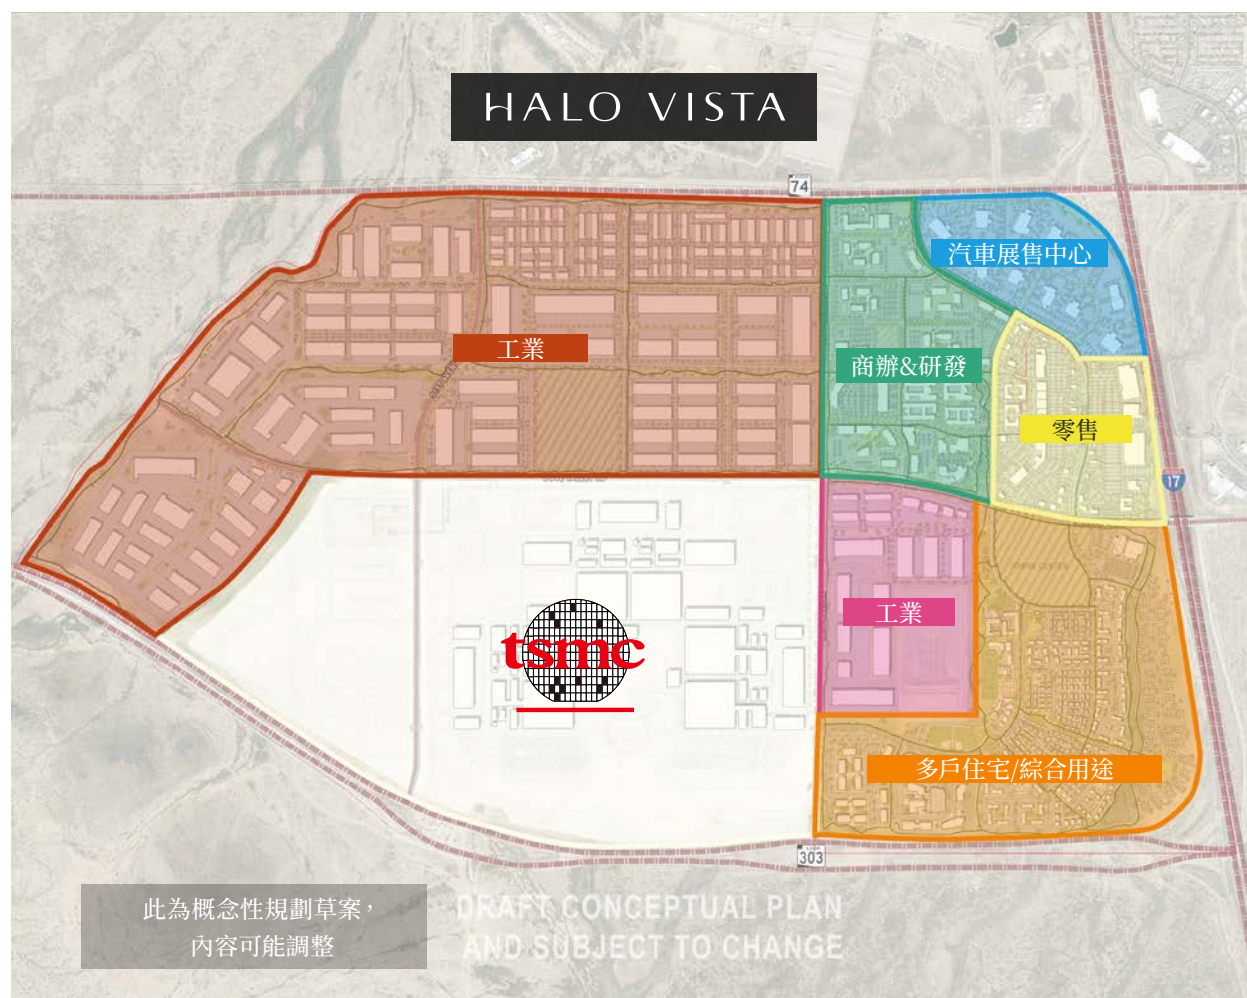 HALO VISTA
74
汽車展售中心
工業
商辦&研發
零售
17
工業
tsmc
多戶住宅/綜合用途
303
此為概念性規劃草案，
內容可能調整
DRAFT CONCEPTUAL PLAN
AND SUBJECT TO CHANGE